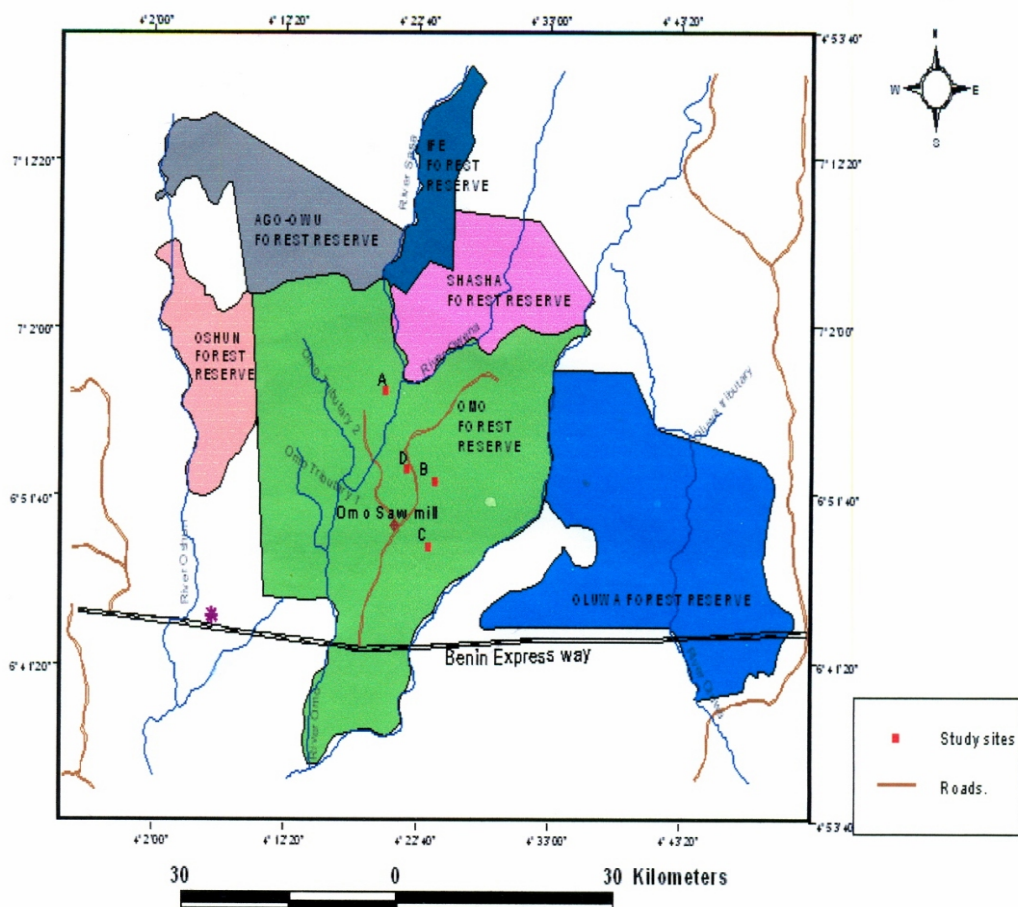 4°2'00"
4°12'20"
4°22'40"
4°33'00"
4°43'20"
4°53'40"
N
W
E
S
7°12'20"
7°12'20"
IFE
FOREST
RESERVE
River Sasa
AGO-OWU
FOREST RESERVE
SHASHA
FOREST RESERVE
7°2'00"
7°2'00"
OSHUN
FOREST
RESERVE
River Owena
Omo Tributary 2
A
OMO
FOREST
RESERVE
Oluwa tributary
D
B
Omo Tributary 1
6°51'40"
6°51'40"
Omo Saw mill
C
River Oshun
OLUWA FOREST RESERVE
6°41'20"
6°41'20"
Benin Express way
River Omo
River
Study sites
Roads.
4°53'40
4°2'00"
4°12'20"
4°22'40"
4°33'00"
4°43'20"
30
0
30 Kilometers